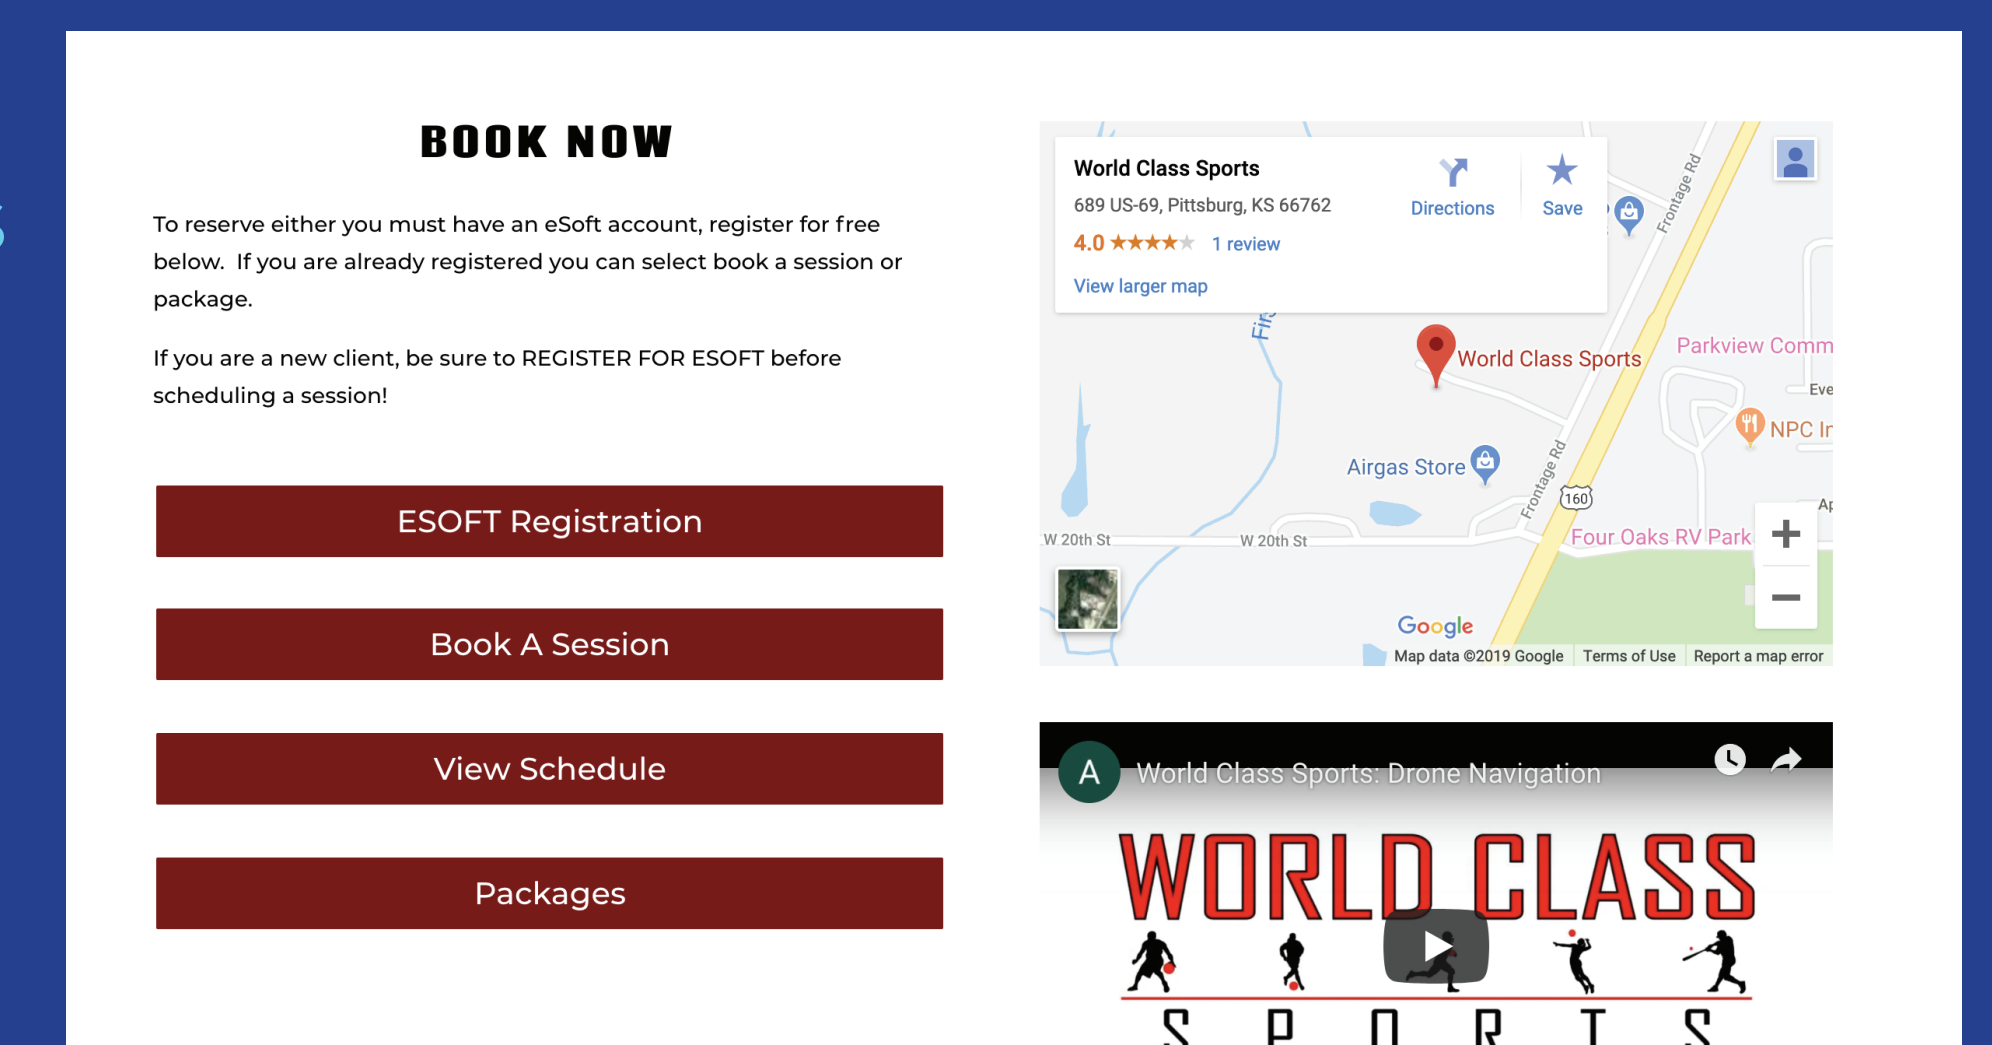 BOOK NOW
To reserve either you must have an eSoft account, register for free
below.  If you are already registered you can select book a session or
package.
If you are a new client, be sure to REGISTER FOR ESOFT before
scheduling a session!
ESOFT Registration
Book A Session
View Schedule
Packages
World Class Sports
689 US-69, Pittsburg, KS 66762
4.0
1 review
View larger map
Directions
Save
Frontage Rd
World Class Sports
Parkview Comm
Airgas Store
Frontage Rd
160
W 20th St
W 20th St
Four Oaks RV Park
NPC
Google
Map data ©2019 Google
Terms of Use
Report a map error
A
World Class Sports: Drone Navigation
WORLD CLASS
SPORTS